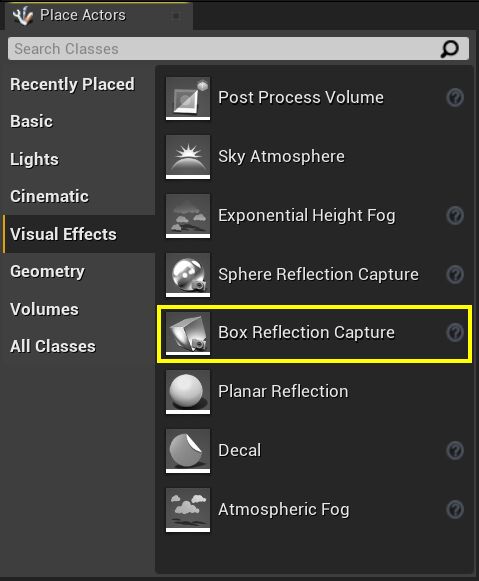 Place Actors
Search Classes
Recently Placed
Basic
Lights
Cinematic
Visual Effects
Geometry
Volumes
All Classes
Post Process Volume
Sky Atmosphere
Exponential Height Fog
Sphere Reflection Capture
Box Reflection Capture
Planar Reflection
Decal
Atmospheric Fog